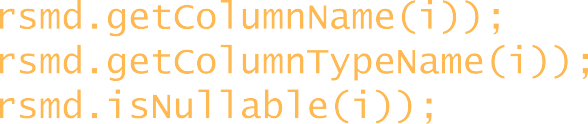 rsmd.getColumnName(i));
rsmd.getColumnTypeName(i));
rsmd.isNullable(i));